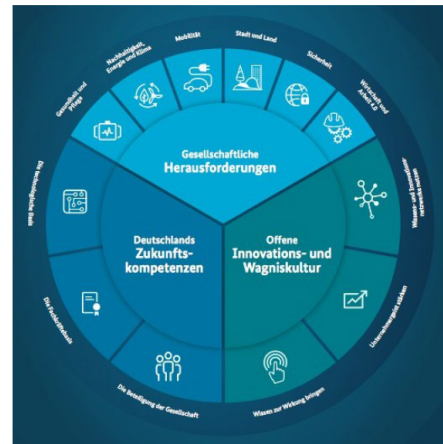 Gesundheit und
Pflege
Nachhaltigkeit,
Energie und Klima
Mobilität
Stadt und Land
Sicherheit
Wirtschaft und
Arbeit 4.0
Gesellschaftliche
Herausforderungen
Die technologische Basis
Die Fachkräftebasis
Die Beteiligung der Gesellschaft
Deutschlands
Zukunfts-
kompetenzen
Offene
Innovations- und
Wagniskultur
Wissens- und Innovations-
netzwerke nutzen
Unternehmergeist stärken
Wissen zur Wirkung bringen